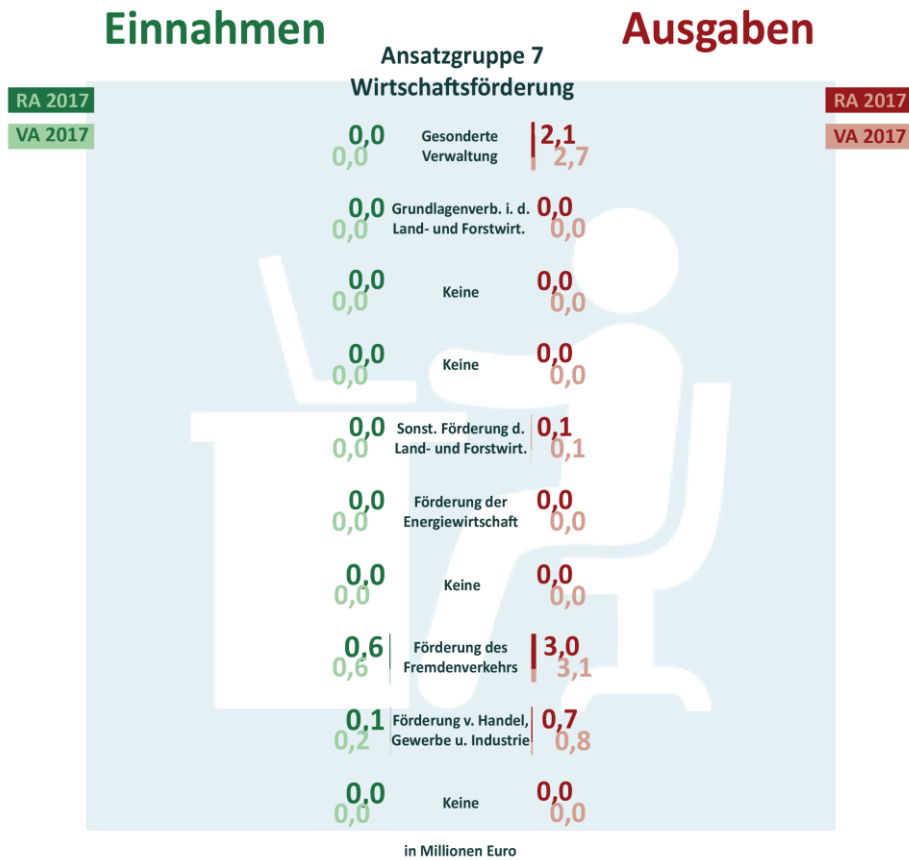 Einnahmen
Ausgaben
Ansatzgruppe 7
Wirtschaftsförderung
RA 2017
VA 2017
RA 2017
VA 2017
0,0
0,0
Gesonderte
Verwaltung
2,1
2,7
0,0
0,0
Grundlagenverb. i. d.
Land- und Forstwirt.
0,0
0,0
0,0
0,0
Keine
0,0
0,0
0,0
0,0
Keine
0,0
0,0
0,0
0,0
Sonst. Förderung d.
Land- und Forstwirt.
0,1
0,1
0,0
0,0
Förderung der
Energiewirtschaft
0,0
0,0
0,0
0,0
Keine
0,0
0,0
0,6
0,6
Förderung des
Fremdenverkehrs
3,0
3,1
0,1
0,2
Förderung v. Handel,
Gewerbe u. Industrie
0,7
0,8
0,0
0,0
Keine
0,0
0,0
in Millionen Euro